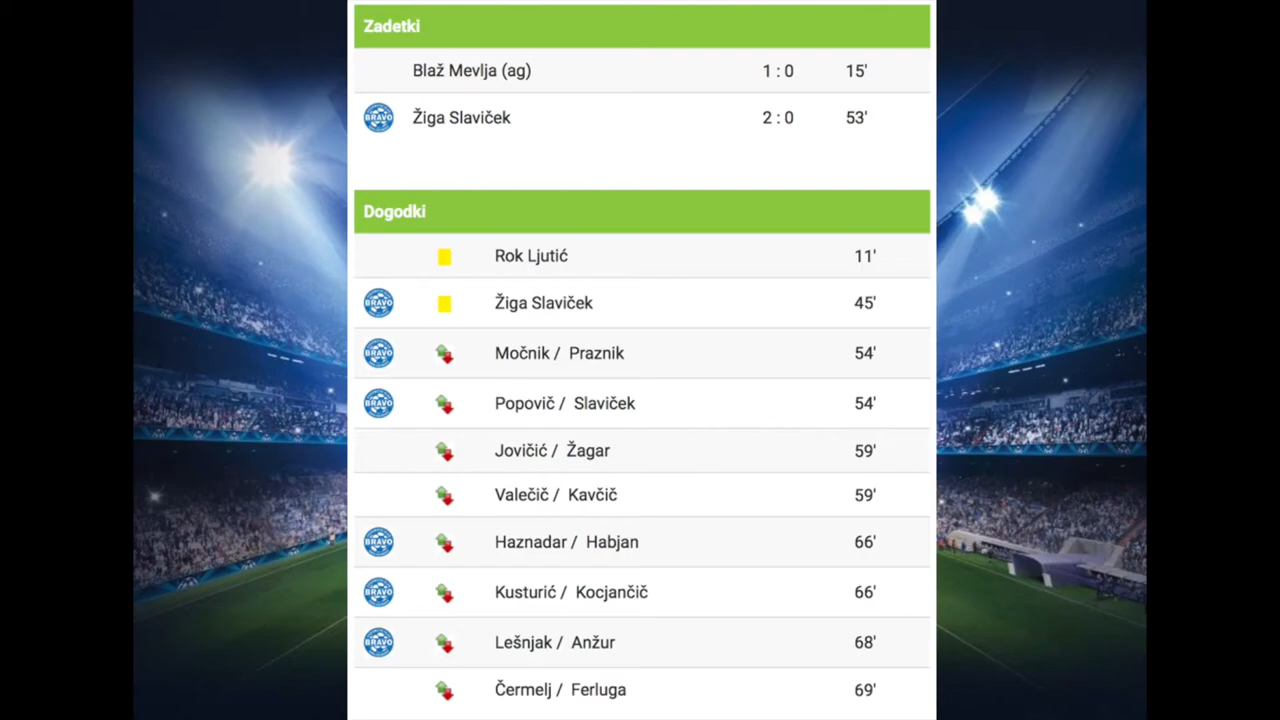 Zadetki
Blaž Mevlja (ag) 1 : 0 15'
BRAVO Žiga Slaviček 2 : 0 53'
Dogodki
Rok Ljutić 11'
BRAVO Žiga Slaviček 45'
BRAVO Močnik / Praznik 54'
BRAVO Popovič / Slaviček 54'
Jovičić / Žagar 59'
Valečič / Kavčič 59'
BRAVO Haznadar / Habjan 66'
BRAVO Kusturić / Kocjančič 66'
BRAVO Lešnjak / Anžur 68'
Čermelj / Ferluga 69'